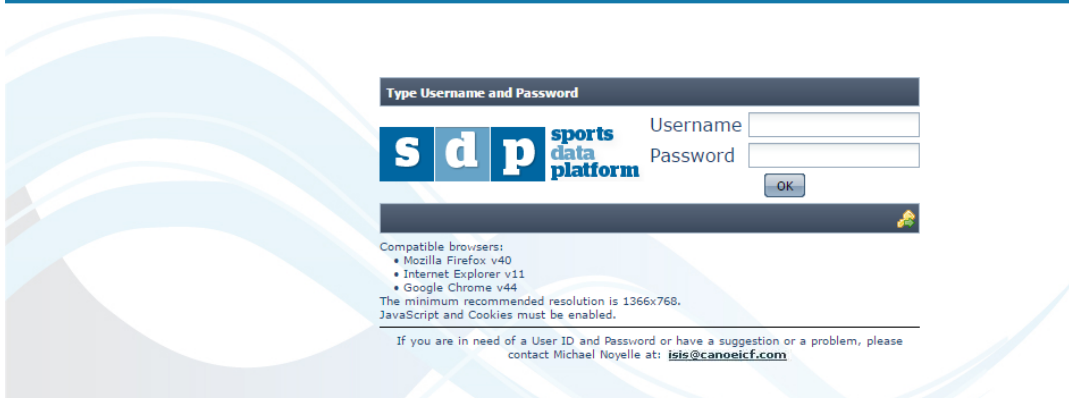 Type Username and Password
s d p
sports
data
platform
Username
Password
OK
Compatible browsers:
• Mozilla Firefox v40
• Internet Explorer v11
• Google Chrome v44
The minimum recommended resolution is 1366x768.
JavaScript and Cookies must be enabled.
If you are in need of a User ID and Password or have a suggestion or a problem, please
contact Michael Noyelle at: isis@canoeicf.com